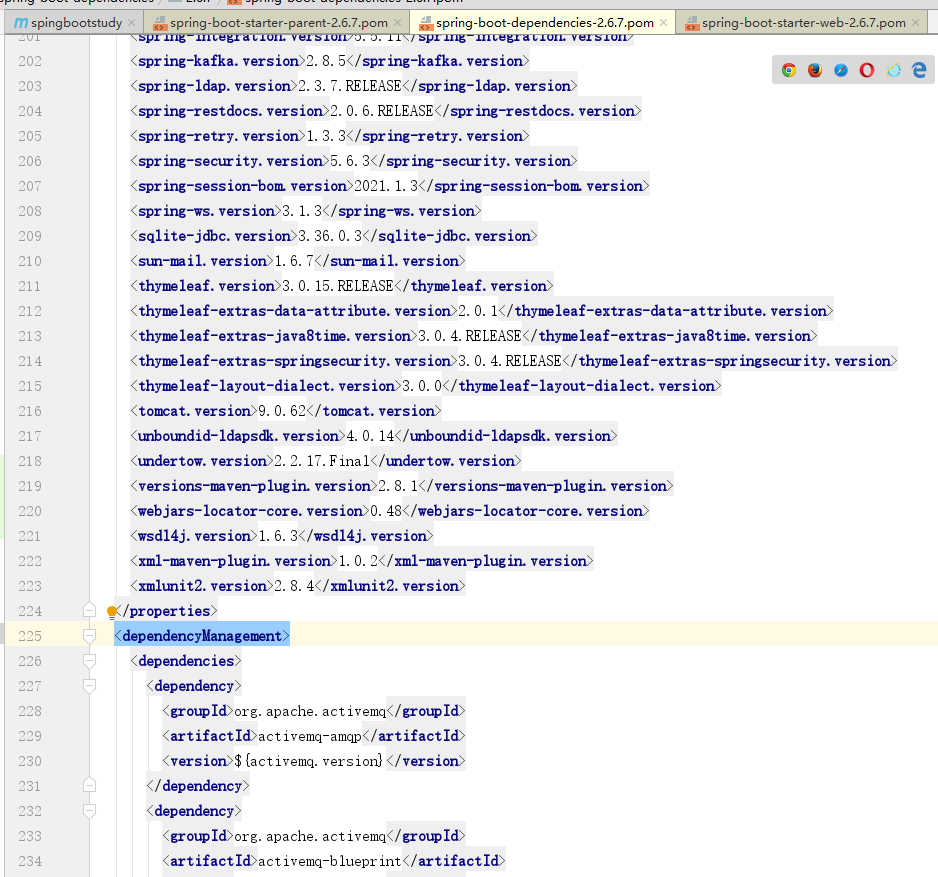 spring-boot-dependencies
spingbootstudy
spring-boot-starter-parent-2.6.7.pom
spring-boot-dependencies-2.6.7.pom
spring-boot-starter-web-2.6.7.pom
201 <spring-integration.version>5.5.11</spring-integration.version>
202 <spring-kafka.version>2.8.5</spring-kafka.version>
203 <spring-ldap.version>2.3.7.RELEASE</spring-ldap.version>
204 <spring-restdocs.version>2.0.6.RELEASE</spring-restdocs.version>
205 <spring-retry.version>1.3.3</spring-retry.version>
206 <spring-security.version>5.6.3</spring-security.version>
207 <spring-session-bom.version>2021.1.3</spring-session-bom.version>
208 <spring-ws.version>3.1.3</spring-ws.version>
209 <sqlite-jdbc.version>3.36.0.3</sqlite-jdbc.version>
210 <sun-mail.version>1.6.7</sun-mail.version>
211 <thymeleaf.version>3.0.15.RELEASE</thymeleaf.version>
212 <thymeleaf-extras-data-attribute.version>2.0.1</thymeleaf-extras-data-attribute.version>
213 <thymeleaf-extras-java8time.version>3.0.4.RELEASE</thymeleaf-extras-java8time.version>
214 <thymeleaf-extras-springsecurity.version>3.0.4.RELEASE</thymeleaf-extras-springsecurity.version>
215 <thymeleaf-layout-dialect.version>3.0.0</thymeleaf-layout-dialect.version>
216 <tomcat.version>9.0.62</tomcat.version>
217 <unboundid-ldapsdk.version>4.0.14</unboundid-ldapsdk.version>
218 <undertow.version>2.2.17.Final</undertow.version>
219 <versions-maven-plugin.version>2.8.1</versions-maven-plugin.version>
220 <webjars-locator-core.version>0.48</webjars-locator-core.version>
221 <wsdl4j.version>1.6.3</wsdl4j.version>
222 <xml-maven-plugin.version>1.0.2</xml-maven-plugin.version>
223 <xmlunit2.version>2.8.4</xmlunit2.version>
224 </properties>
225 <dependencyManagement>
226 <dependencies>
227 <dependency>
228 <groupId>org.apache.activemq</groupId>
229 <artifactId>activemq-amqp</artifactId>
230 <version>${activemq.version}</version>
231 </dependency>
232 <dependency>
233 <groupId>org.apache.activemq</groupId>
234 <artifactId>activemq-blueprint</artifactId>